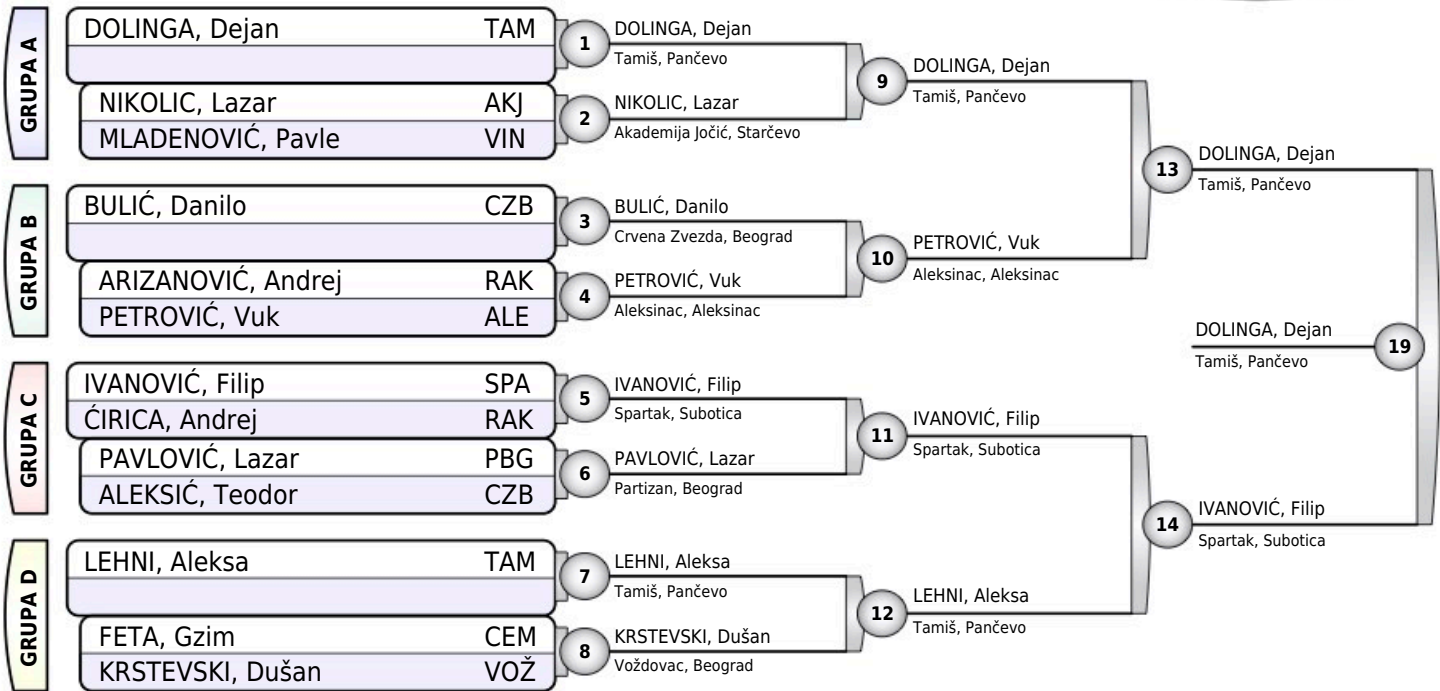 GRUPA A
DOLINGA, Dejan TAM
NIKOLIC, Lazar AKJ
MLADENOVIĆ, Pavle VIN
1
DOLINGA, Dejan
Tamiš, Pančevo
2
NIKOLIC, Lazar
Akademija Jočić, Starčevo
9
DOLINGA, Dejan
Tamiš, Pančevo
GRUPA B
BULIĆ, Danilo CZB
ARIZANOVIĆ, Andrej RAK
PETROVIĆ, Vuk ALE
3
BULIĆ, Danilo
Crvena Zvezda, Beograd
4
PETROVIĆ, Vuk
Aleksinac, Aleksinac
10
PETROVIĆ, Vuk
Aleksinac, Aleksinac
13
DOLINGA, Dejan
Tamiš, Pančevo
GRUPA C
IVANOVIĆ, Filip SPA
ĆIRICA, Andrej RAK
PAVLOVIĆ, Lazar PBG
ALEKSIĆ, Teodor CZB
5
IVANOVIĆ, Filip
Spartak, Subotica
6
PAVLOVIĆ, Lazar
Partizan, Beograd
11
IVANOVIĆ, Filip
Spartak, Subotica
GRUPA D
LEHNI, Aleksa TAM
FETA, Gzim CEM
KRSTEVSKI, Dušan VOŽ
7
LEHNI, Aleksa
Tamiš, Pančevo
8
KRSTEVSKI, Dušan
Voždovac, Beograd
12
LEHNI, Aleksa
Tamiš, Pančevo
14
IVANOVIĆ, Filip
Spartak, Subotica
DOLINGA, Dejan
Tamiš, Pančevo
19